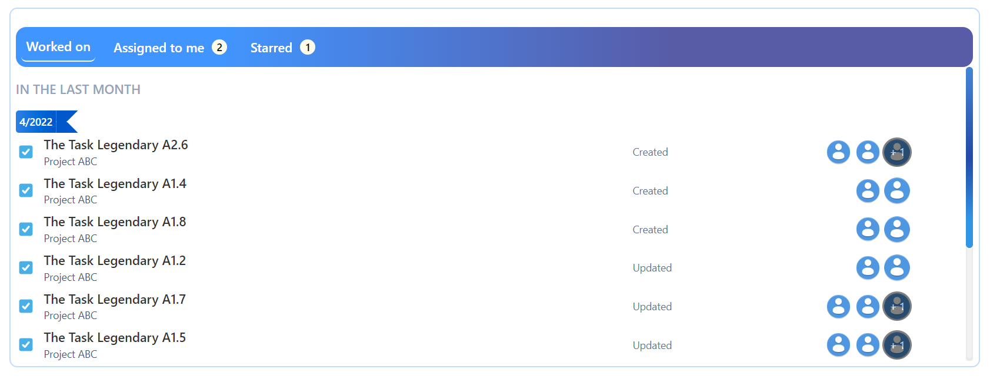 Worked on Assigned to me 2 Starred 1
IN THE LAST MONTH
4/2022
The Task Legendary A2.6
Project ABC
Created
+1
The Task Legendary A1.4
Project ABC
Created
The Task Legendary A1.8
Project ABC
Created
The Task Legendary A1.2
Project ABC
Updated
The Task Legendary A1.7
Project ABC
Updated
+1
The Task Legendary A1.5
Project ABC
Updated
+1